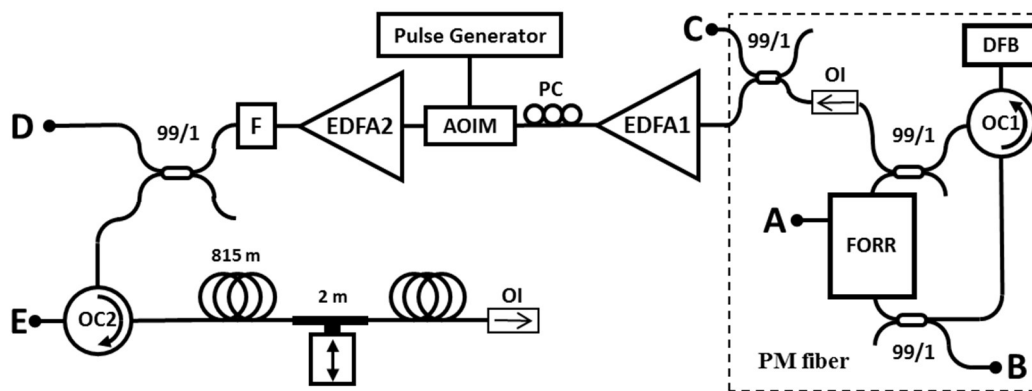 Pulse Generator
C
99/1
DFB
OI
PC
D
99/1
F
EDFA2
AOIM
EDFA1
99/1
OC1
A
FORR
815 m
2 m
OI
E
OC2
99/1
PM fiber
B